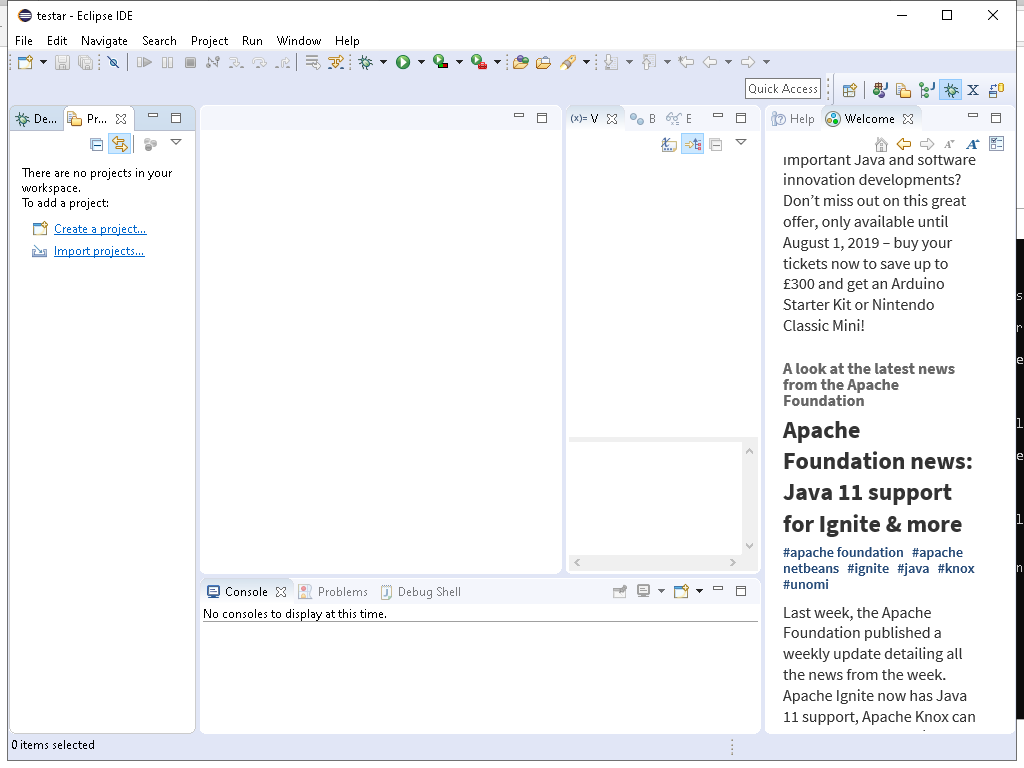 testar - Eclipse IDE
File Edit Navigate Search Project Run Window Help
Quick Access
De... Pr...
There are no projects in your
workspace.
To add a project:
Create a project...
Import projects...
(x)= V B E
Help Welcome
important Java and software
innovation developments?
Don’t miss out on this great
offer, only available until
August 1, 2019 – buy your
tickets now to save up to
£300 and get an Arduino
Starter Kit or Nintendo
Classic Mini!
A look at the latest news
from the Apache
Foundation
Apache
Foundation news:
Java 11 support
for Ignite & more
#apache foundation #apache
netbeans #ignite #java #knox
#unomi
Last week, the Apache
Foundation published a
weekly update detailing all
the news from the week.
Apache Ignite now has Java
11 support, Apache Knox can
Console Problems Debug Shell
No consoles to display at this time.
0 items selected